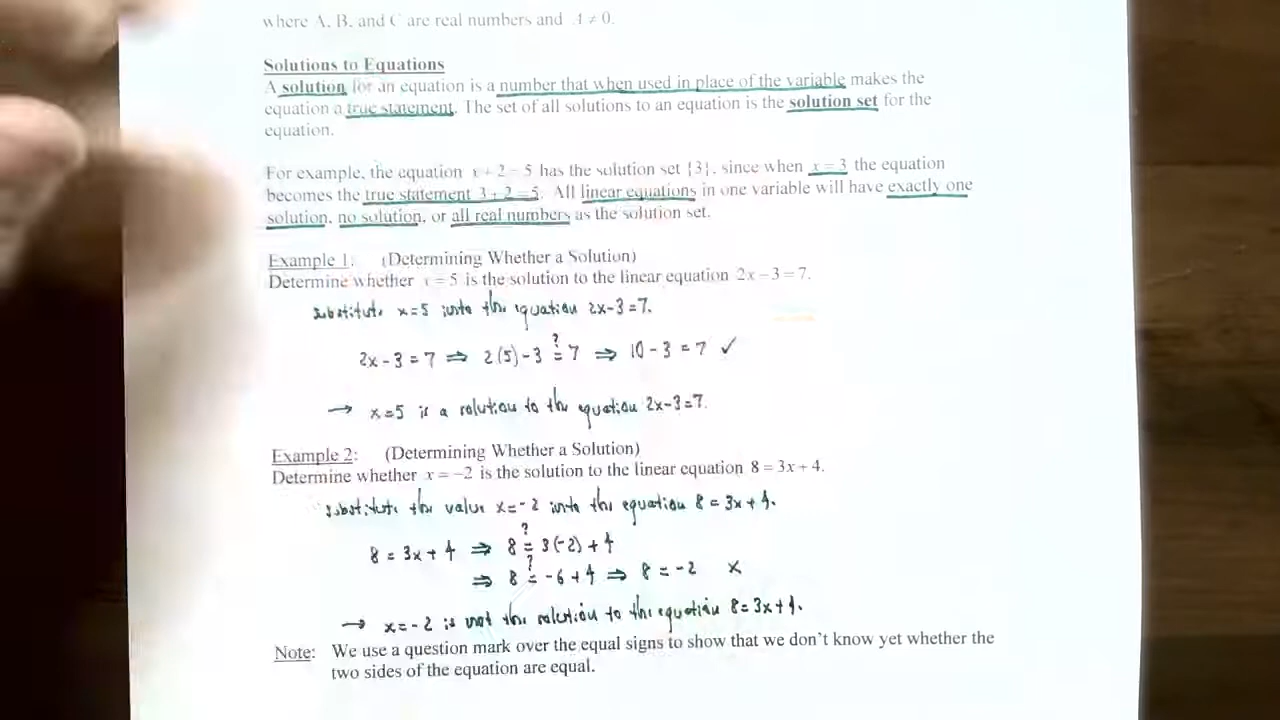 where A, B, and C are real numbers and A ≠ 0.
Solutions to Equations
A solution for an equation is a number that when used in place of the variable makes the
equation a true statement. The set of all solutions to an equation is the solution set for the
equation.
For example, the equation x + 2 = 5 has the solution set {3}, since when x = 3 the equation
becomes the true statement 3 + 2 = 5. All linear equations in one variable will have exactly one
solution, no solution, or all real numbers as the solution set.
Example 1: (Determining Whether a Solution)
Determine whether x = 5 is the solution to the linear equation 2x − 3 = 7.
substitute x=5 into the equation 2x-3=7.
2x-3=7 ⇒ 2(5)-3 ≟ 7 ⇒ 10-3=7 ✓
→ x=5 is a solution to the equation 2x-3=7.
Example 2: (Determining Whether a Solution)
Determine whether x = −2 is the solution to the linear equation 8 = 3x + 4.
substitute the value x=-2 into the equation 8=3x+4.
8=3x+4 ⇒ 8 ≟ 3(-2)+4
⇒ 8 ≟ -6+4 ⇒ 8=-2 ×
→ x=-2 is not the solution to the equation 8=3x+4.
Note: We use a question mark over the equal signs to show that we don't know yet whether the
two sides of the equation are equal.